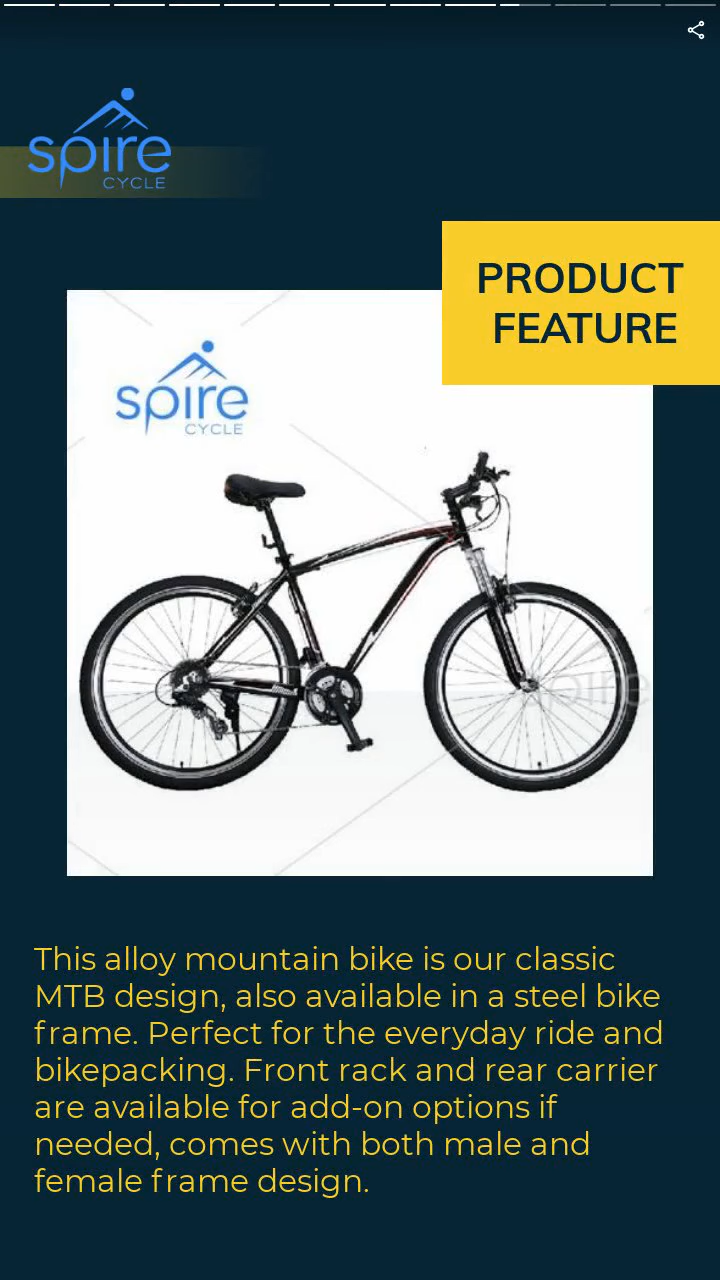 spire
CYCLE
PRODUCT
FEATURE
spire
CYCLE
spire
This alloy mountain bike is our classic
MTB design, also available in a steel bike
frame. Perfect for the everyday ride and
bikepacking. Front rack and rear carrier
are available for add-on options if
needed, comes with both male and
female frame design.